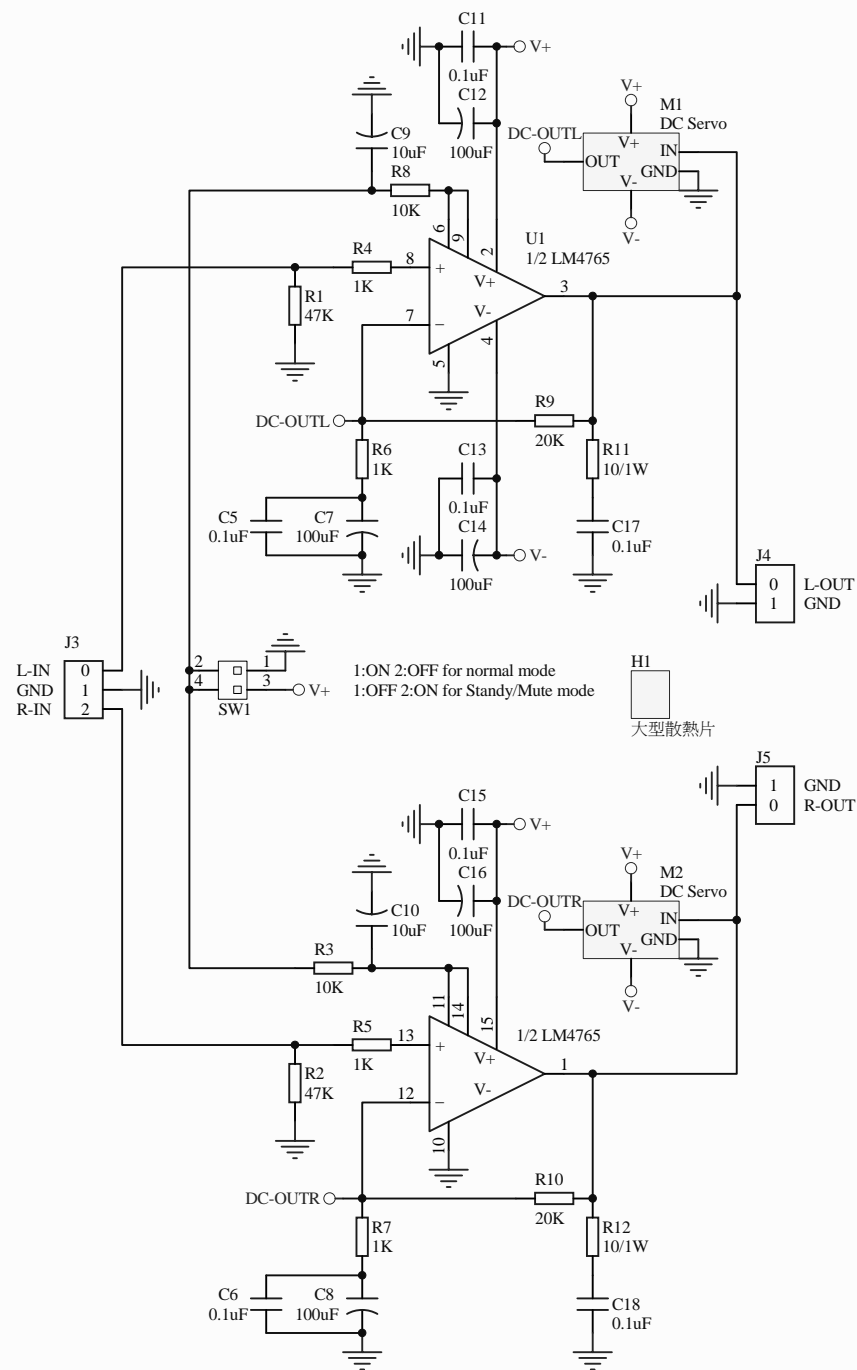 C11
V+
0.1uF
C12
100uF
V+
M1
DC Servo
DC-OUTL
V+
IN
OUT
GND
V-
V-
C9
10uF
R8
10K
6
9
2
U1
1/2 LM4765
R4
1K
8
+
V+
R1
47K
7
−
V-
3
4
5
DC-OUTL
R9
20K
R6
1K
R11
10/1W
C13
0.1uF
C5
0.1uF
C7
100uF
C14
V-
100uF
C17
0.1uF
J4
0
L-OUT
1
GND
J3
L-IN
0
GND
1
R-IN
2
2
1
4
3
V+
SW1
1:ON 2:OFF for normal mode
1:OFF 2:ON for Standy/Mute mode
H1
大型散熱片
J5
1
GND
0
R-OUT
C15
V+
0.1uF
C16
100uF
V+
M2
DC Servo
DC-OUTR
V+
IN
OUT
GND
V-
V-
C10
10uF
R3
10K
11
14
15
1/2 LM4765
R5
1K
13
+
V+
R2
47K
12
−
V-
1
10
DC-OUTR
R10
20K
R7
1K
R12
10/1W
C6
0.1uF
C8
100uF
C18
0.1uF